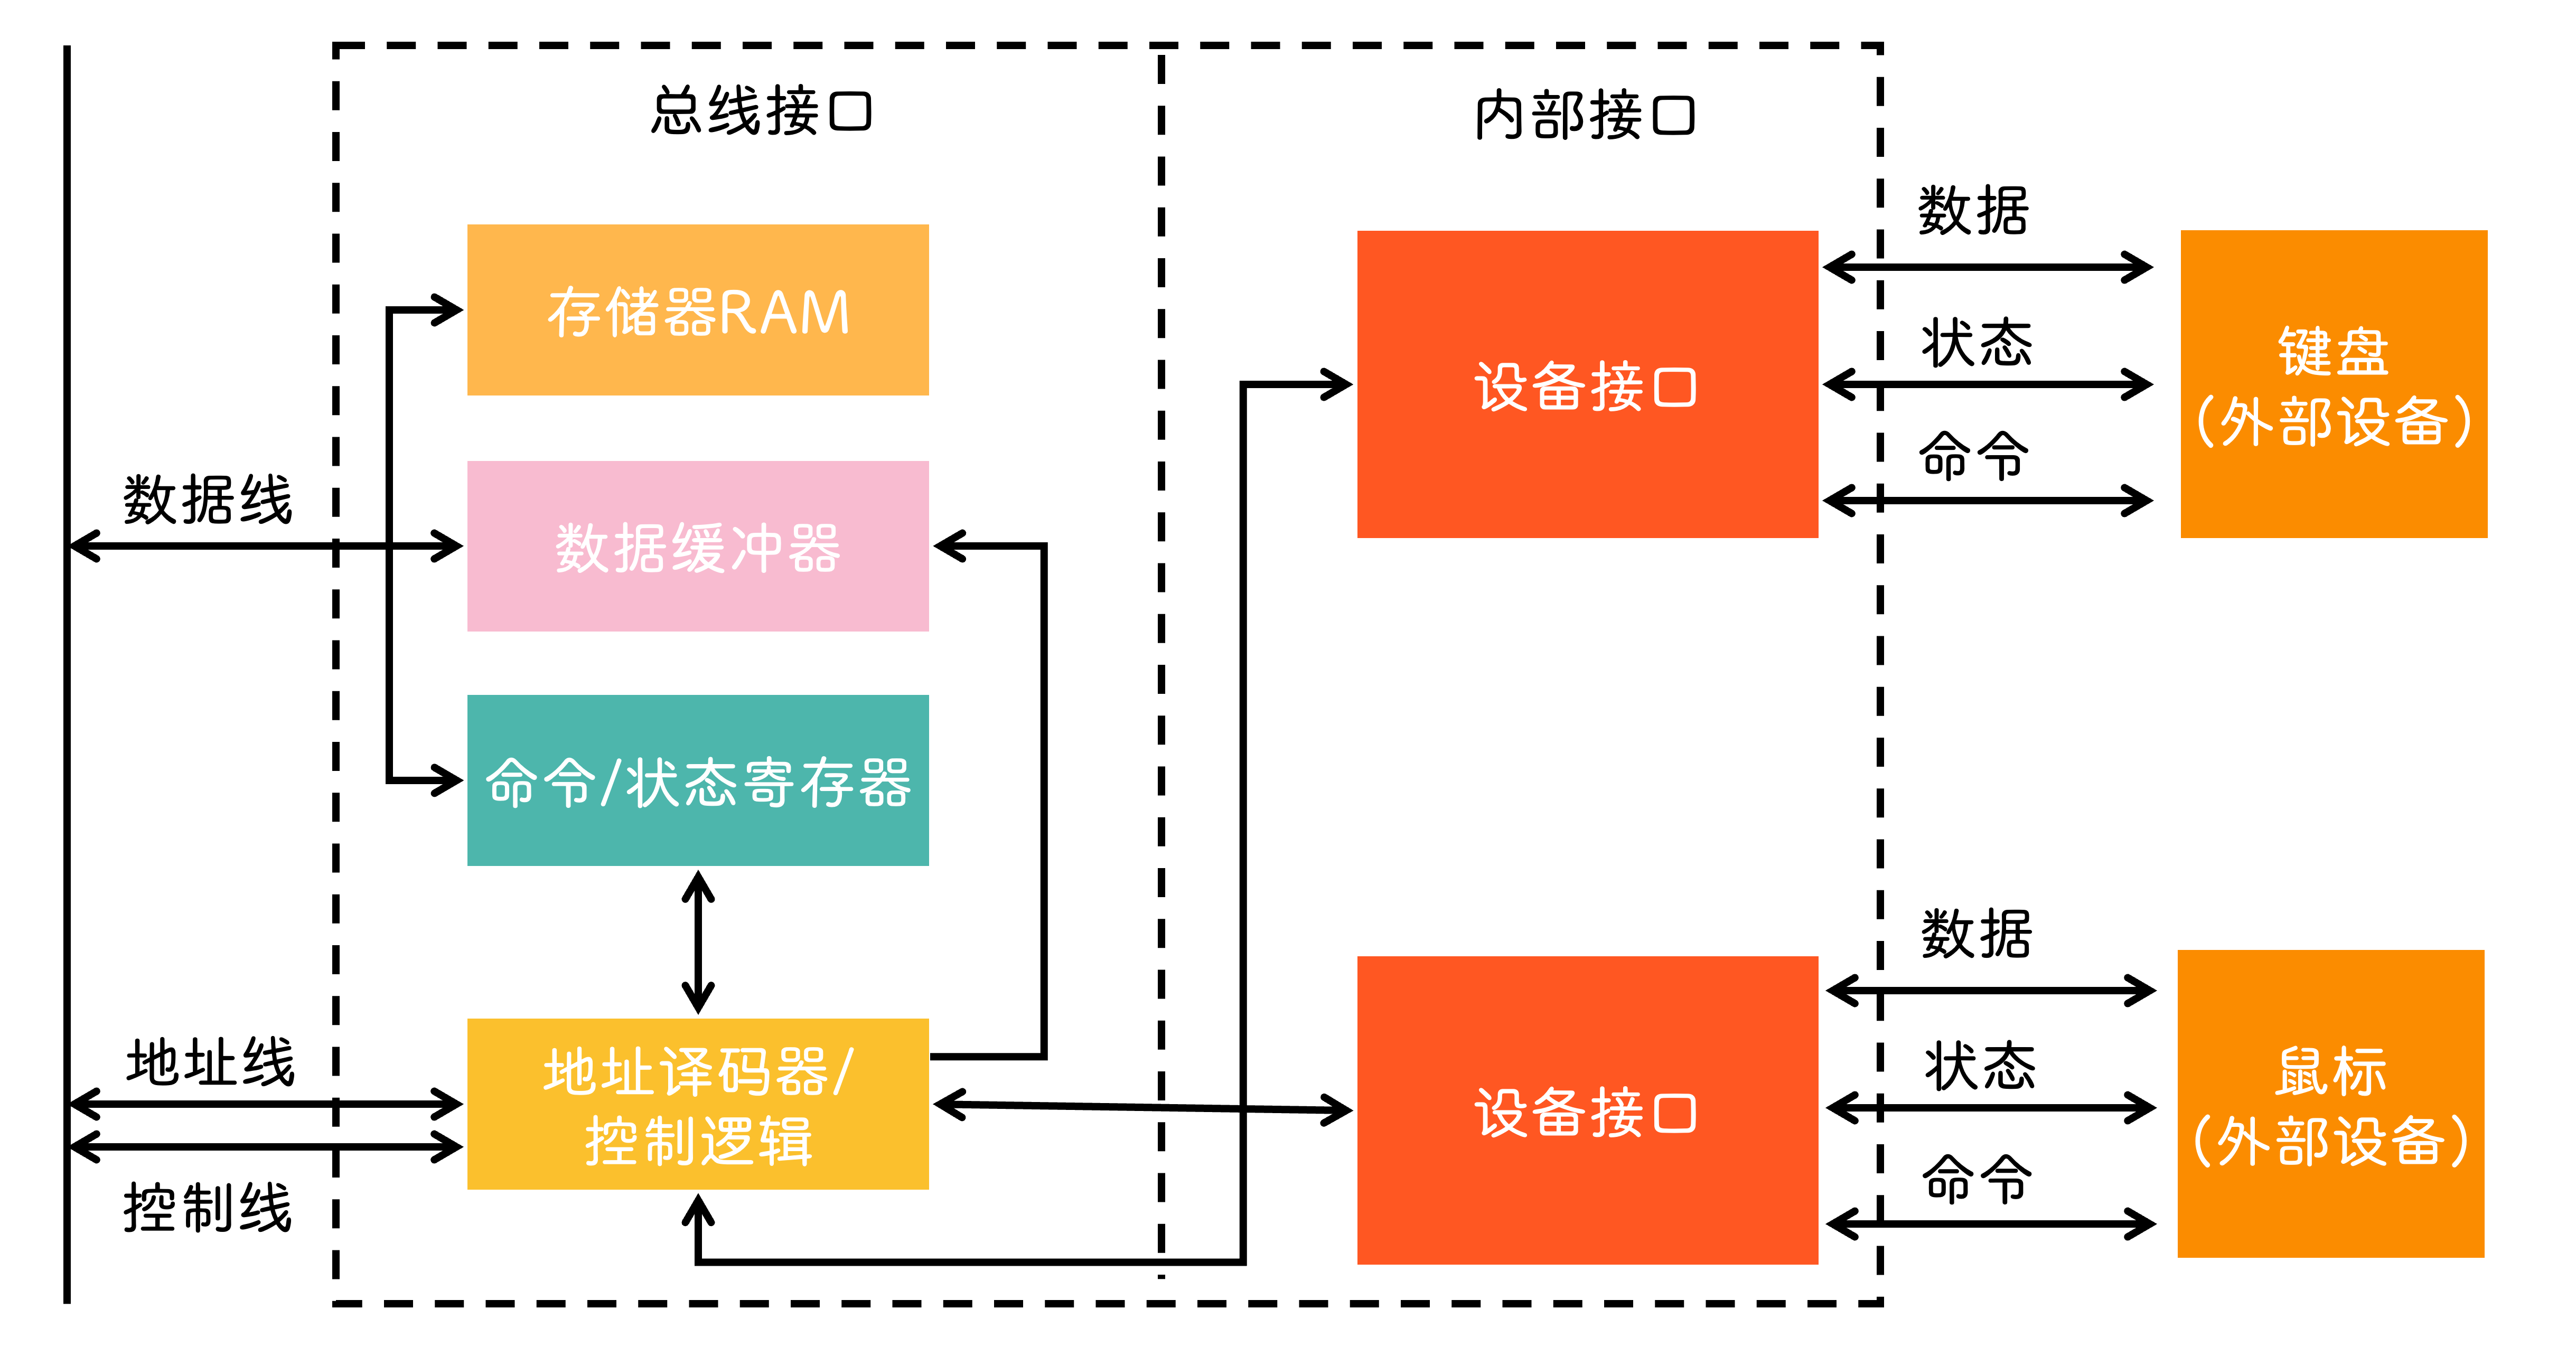 总线接口
内部接口
存储器RAM
数据缓冲器
命令/状态寄存器
地址译码器/
控制逻辑
数据线
地址线
控制线
设备接口
数据
状态
命令
键盘
（外部设备）
设备接口
数据
状态
命令
鼠标
（外部设备）